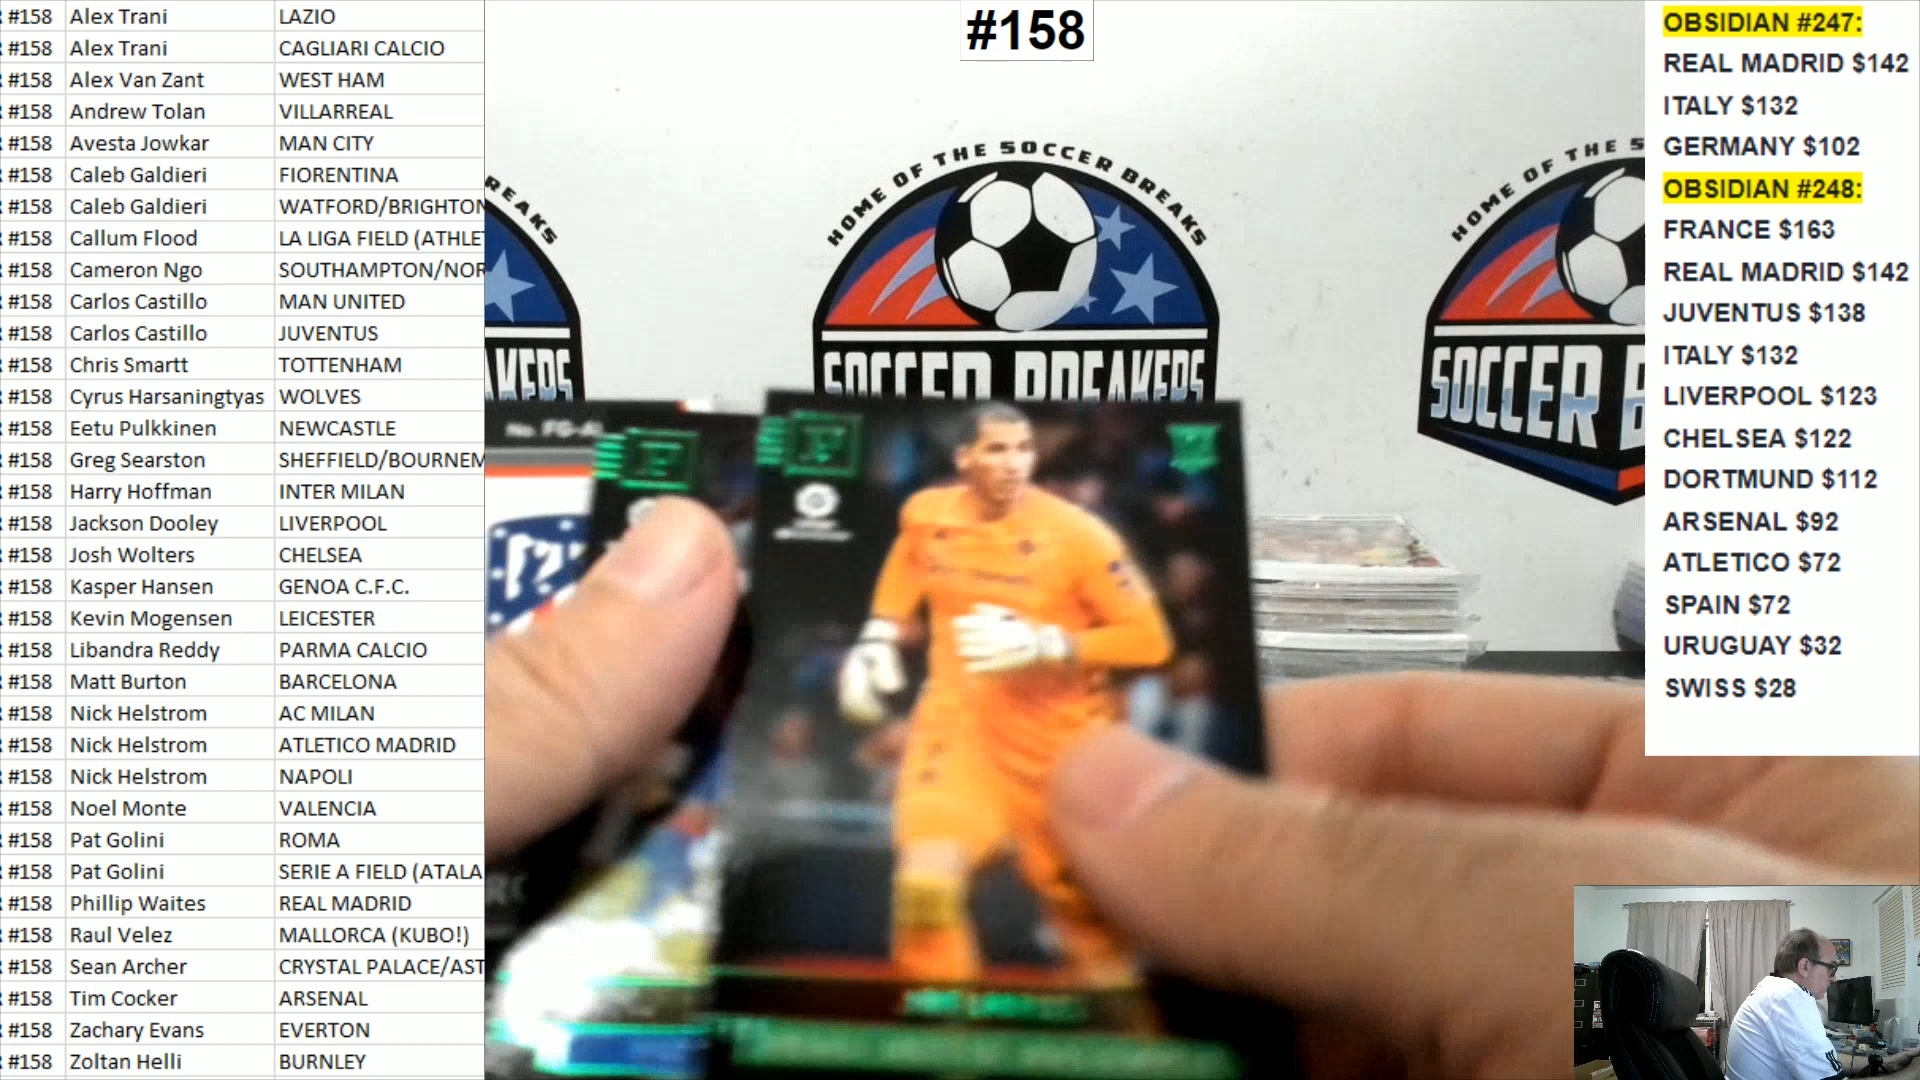 #158 Alex Trani LAZIO
#158 Alex Trani CAGLIARI CALCIO
#158 Alex Van Zant WEST HAM
#158 Andrew Tolan VILLARREAL
#158 Avesta Jowkar MAN CITY
#158 Caleb Galdieri FIORENTINA
#158 Caleb Galdieri WATFORD/BRIGHTON
#158 Callum Flood LA LIGA FIELD (ATHLET
#158 Cameron Ngo SOUTHAMPTON/NOR
#158 Carlos Castillo MAN UNITED
#158 Carlos Castillo JUVENTUS
#158 Chris Smartt TOTTENHAM
#158 Cyrus Harsaningtyas WOLVES
#158 Eetu Pulkkinen NEWCASTLE
#158 Greg Searston SHEFFIELD/BOURNEM
#158 Harry Hoffman INTER MILAN
#158 Jackson Dooley LIVERPOOL
#158 Josh Wolters CHELSEA
#158 Kasper Hansen GENOA C.F.C.
#158 Kevin Mogensen LEICESTER
#158 Libandra Reddy PARMA CALCIO
#158 Matt Burton BARCELONA
#158 Nick Helstrom AC MILAN
#158 Nick Helstrom ATLETICO MADRID
#158 Nick Helstrom NAPOLI
#158 Noel Monte VALENCIA
#158 Pat Golini ROMA
#158 Pat Golini SERIE A FIELD (ATALA
#158 Phillip Waites REAL MADRID
#158 Raul Velez MALLORCA (KUBO!)
#158 Sean Archer CRYSTAL PALACE/AST
#158 Tim Cocker ARSENAL
#158 Zachary Evans EVERTON
#158 Zoltan Helli BURNLEY
#158
REAKS
AKERS
HOME OF THE SOCCER BREAKS
SOCCER BREAKERS
HOME OF THE S
SOCCER B
No. FG-A
OBSIDIAN #247:
REAL MADRID $142
ITALY $132
GERMANY $102
OBSIDIAN #248:
FRANCE $163
REAL MADRID $142
JUVENTUS $138
ITALY $132
LIVERPOOL $123
CHELSEA $122
DORTMUND $112
ARSENAL $92
ATLETICO $72
SPAIN $72
URUGUAY $32
SWISS $28